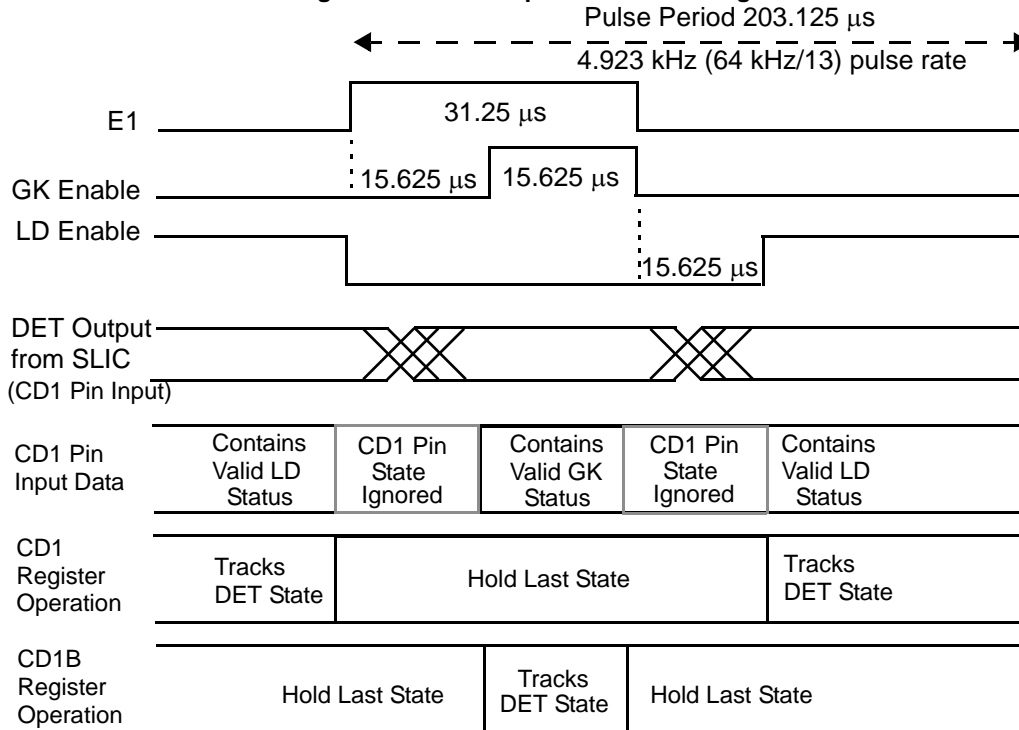 Pulse Period 203.125 μs
4.923 kHz (64 kHz/13) pulse rate
E1
31.25 μs
GK Enable
15.625 μs
15.625 μs
LD Enable
15.625 μs
DET Output
from SLIC
(CD1 Pin Input)
CD1 Pin
Input Data
Contains
Valid LD
Status
CD1 Pin
State
Ignored
Contains
Valid GK
Status
CD1 Pin
State
Ignored
Contains
Valid LD
Status
CD1
Register
Operation
Tracks
DET State
Hold Last State
Tracks
DET State
CD1B
Register
Operation
Hold Last State
Tracks
DET State
Hold Last State